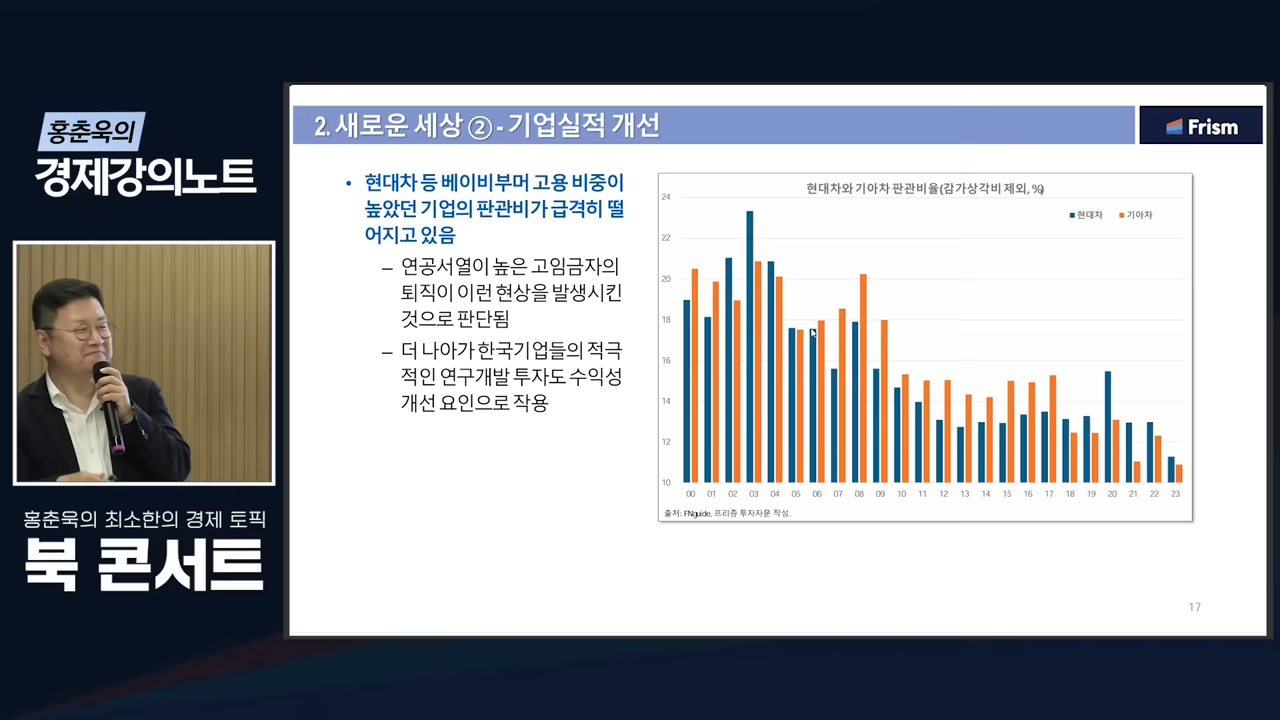 홍춘욱의
경제강의노트
홍춘욱의 최소한의 경제 토픽
북 콘서트
2. 새로운 세상 ② - 기업실적 개선
Frism
• 현대차 등 베이비부머 고용 비중이
높았던 기업의 판관비가 급격히 떨
어지고 있음
– 연공서열이 높은 고임금자의
퇴직이 이런 현상을 발생시킨
것으로 판단됨
– 더 나아가 한국기업들의 적극
적인 연구개발 투자도 수익성
개선 요인으로 작용
현대차와 기아차 판관비율(감가상각비 제외, %)
현대차 기아차
24
22
20
18
16
14
12
10
00 01 02 03 04 05 06 07 08 09 10 11 12 13 14 15 16 17 18 19 20 21 22 23
출처: FNguide, 프리즘 투자자문 작성.
17